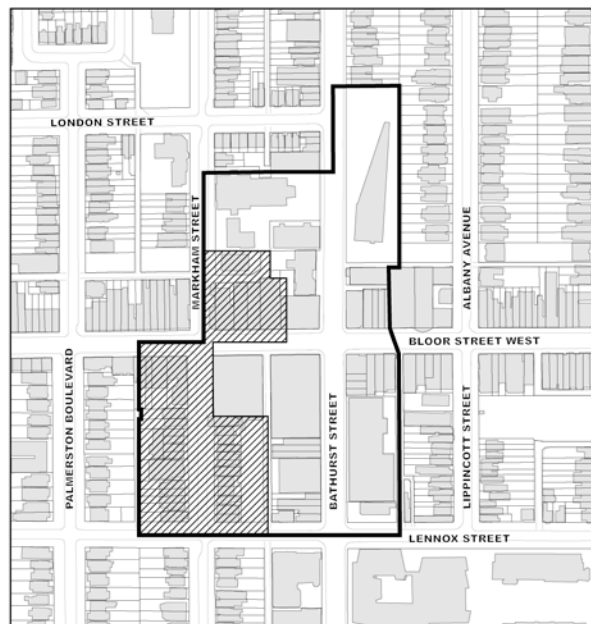 LONDON STREET
MARKHAM STREET
ALBANY AVENUE
BLOOR STREET WEST
PALMERSTON BOULEVARD
BATHURST STREET
LIPPINCOTT STREET
LENNOX STREET